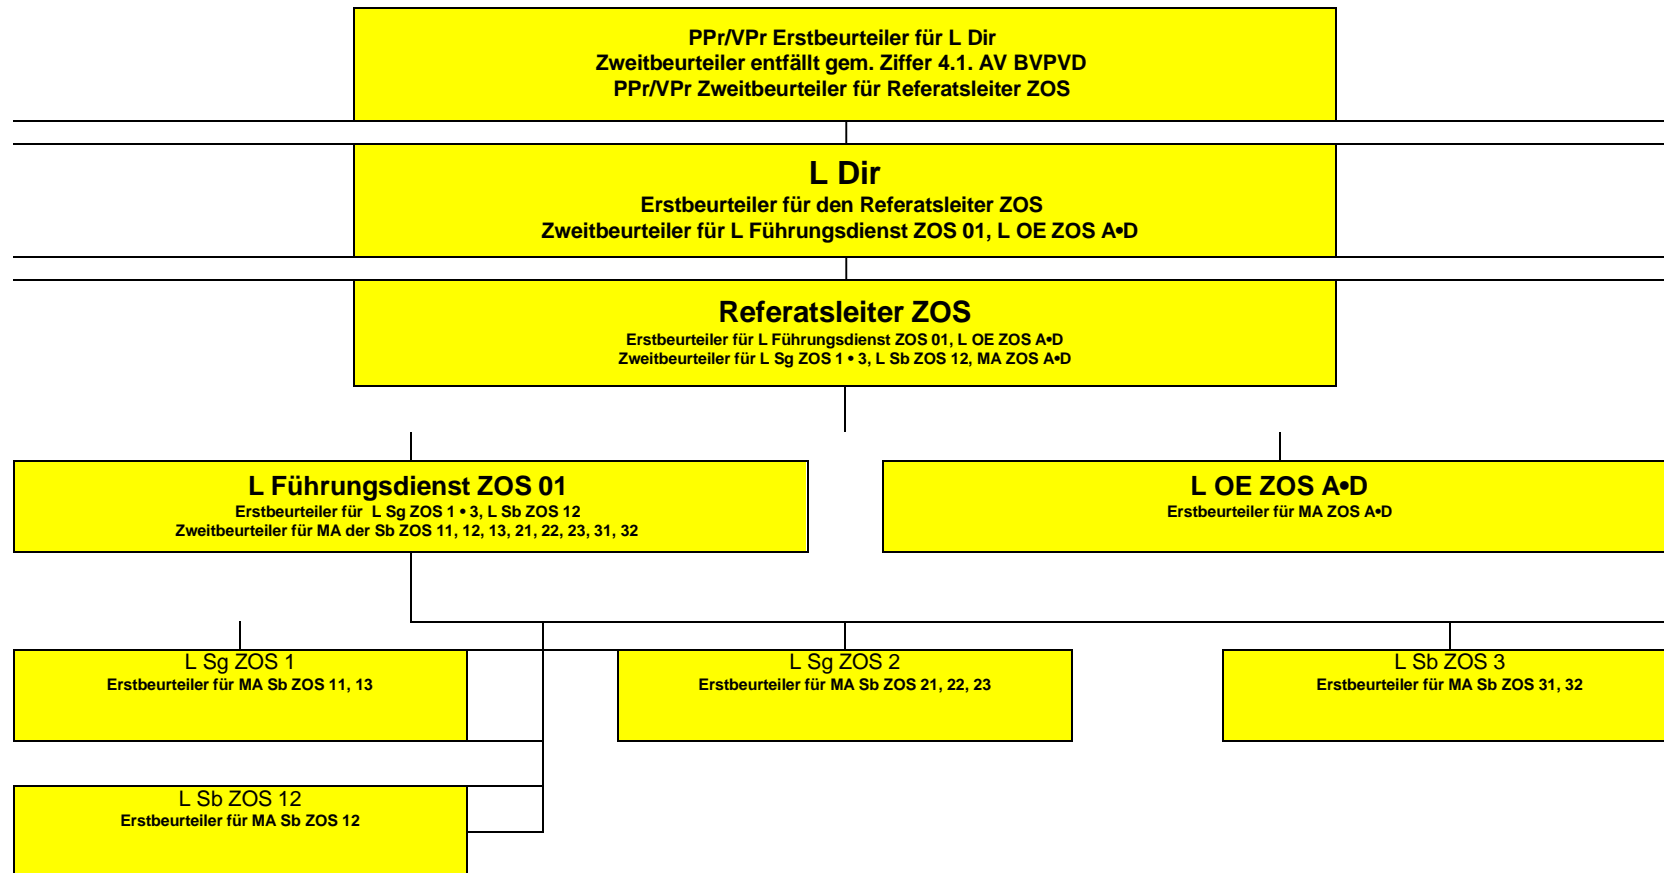 PPr/VPr Erstbeurteiler für L Dir
Zweitbeurteiler entfällt gem. Ziffer 4.1. AV BVPVD
PPr/VPr Zweitbeurteiler für Referatsleiter ZOS
L Dir
Erstbeurteiler für den Referatsleiter ZOS
Zweitbeurteiler für L Führungsdienst ZOS 01, L OE ZOS A•D
Referatsleiter ZOS
Erstbeurteiler für L Führungsdienst ZOS 01, L OE ZOS A•D
Zweitbeurteiler für L Sg ZOS 1 • 3, L Sb ZOS 12, MA ZOS A•D
L Führungsdienst ZOS 01
Erstbeurteiler für L Sg ZOS 1 • 3, L Sb ZOS 12
Zweitbeurteiler für MA der Sb ZOS 11, 12, 13, 21, 22, 23, 31, 32
L OE ZOS A•D
Erstbeurteiler für MA ZOS A•D
L Sg ZOS 1
Erstbeurteiler für MA Sb ZOS 11, 13
L Sg ZOS 2
Erstbeurteiler für MA Sb ZOS 21, 22, 23
L Sb ZOS 3
Erstbeurteiler für MA Sb ZOS 31, 32
L Sb ZOS 12
Erstbeurteiler für MA Sb ZOS 12